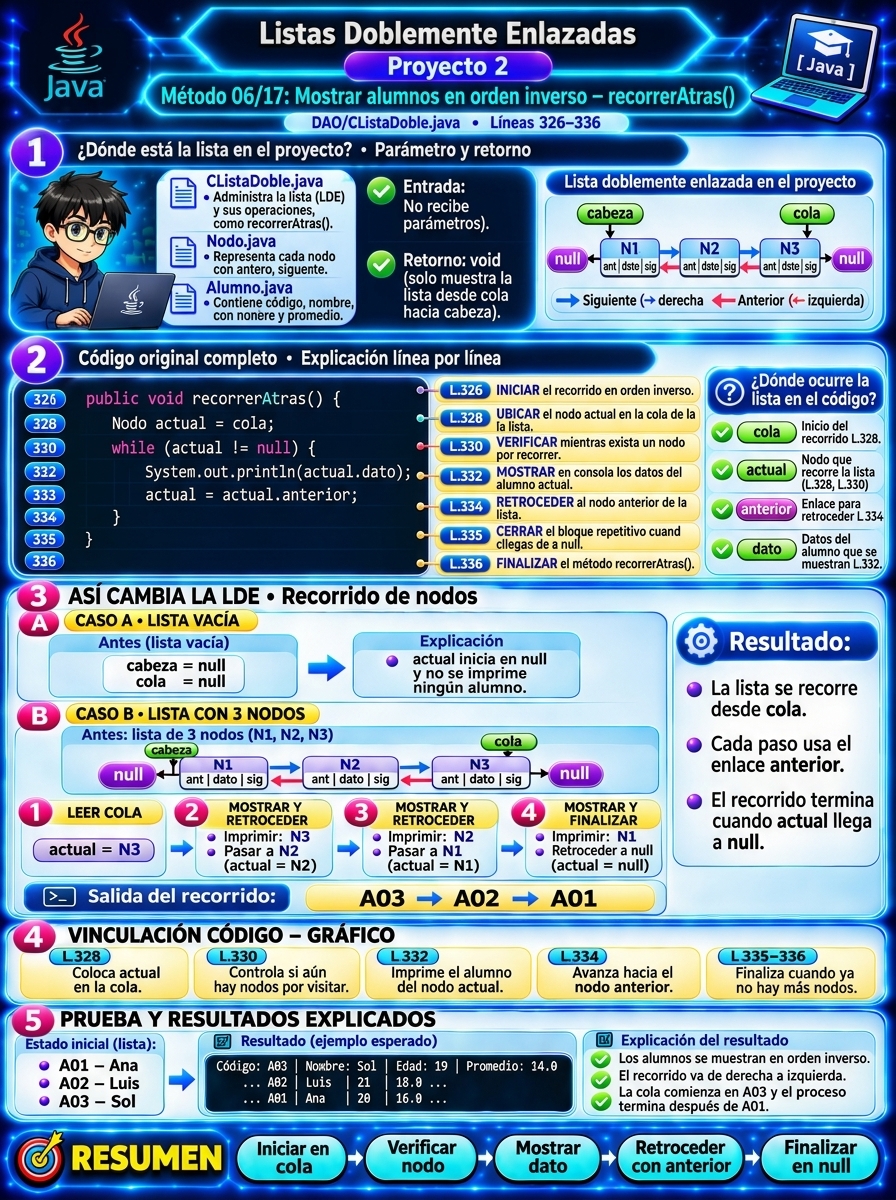 Java
Listas Doblemente Enlazadas
Proyecto 2
Método 06/17: Mostrar alumnos en orden inverso – recorrerAtras()
DAO/CListaDoble.java • Líneas 326–336
[ Java ]
1 ¿Dónde está la lista en el proyecto? • Parámetro y retorno
CListaDoble.java
• Administra la lista (LDE)
y sus operaciones,
como recorrerAtras().
Nodo.java
• Representa cada nodo
con antero, siguente.
Alumno.java
• Contiene código, nombre,
con nonère y promedio.
Entrada:
No recibe
parámetros).
Retorno: void
(solo muestra la
lista desde cola
hacia cabeza).
Lista doblemente enlazada en el proyecto
cabeza
cola
null
N1
N2
N3
null
ant | dste | sig
ant | dste | sig
ant | dste | sig
Siguiente (→ derecha
Anterior (← izquierda)
2 Código original completo • Explicación línea por línea
326 public void recorrerAtras() {
328 Nodo actual = cola;
330 while (actual != null) {
332 System.out.println(actual.dato);
333 actual = actual.anterior;
334 }
335 }
336
L.326 INICIAR el recorrido en orden inverso.
L.328 UBICAR el nodo actual en la cola de la
la lista.
L.330 VERIFICAR mientras exista un nodo
por recorrer.
L.332 MOSTRAR en consola los datos del
alumno actual.
L.334 RETROCEDER al nodo anterior de la
lista.
L.335 CERRAR el bloque repetitivo cuand
cllegas de a null.
L.336 FINALIZAR el método recorrerAtras().
? ¿Dónde ocurre la
lista en el código?
cola Inicio del
recorrido L.328.
actual Nodo que
recorre la lista
(L.328, L.330)
anterior Enlace para
retroceder L.334
dato Datos del
alumno que se
muestran L.332.
3 ASÍ CAMBIA LA LDE • Recorrido de nodos
A CASO A • LISTA VACÍA
Antes (lista vacía)
cabeza = null
cola = null
Explicación
actual inicia en null
y no se imprime
ningún alumno.
B CASO B • LISTA CON 3 NODOS
Antes: lista de 3 nodos (N1, N2, N3)
cabeza
cola
null
N1
N2
N3
null
ant | dato | sig
ant | dato | sig
ant | dato | sig
1 LEER COLA
actual = N3
2 MOSTRAR Y
RETROCEDER
Imprimir: N3
Pasar a N2
(actual = N2)
3 MOSTRAR Y
RETROCEDER
Imprimir: N2
Pasar a N1
(actual = N1)
4 MOSTRAR Y
FINALIZAR
Imprimir: N1
Retroceder a null
(actual = null)
Salida del recorrido:
A03 → A02 → A01
Resultado:
La lista se recorre
desde cola.
Cada paso usa el
enlace anterior.
El recorrido termina
cuando actual llega
a null.
4 VINCULACIÓN CÓDIGO – GRÁFICO
L.328
Coloca actual
en la cola.
L.330
Controla si aún
hay nodos por visitar.
L.332
Imprime el alumno
del nodo actual.
L.334
Avanza hacia el
nodo anterior.
L 335–336
Finaliza cuando ya
no hay más nodos.
5 PRUEBA Y RESULTADOS EXPLICADOS
Estado inicial (lista):
A01 – Ana
A02 – Luis
A03 – Sol
Resultado (ejemplo esperado)
Código: A03 | Nombre: Sol | Edad: 19 | Promedio: 14.0
... A02 | Luis | 21 | 18.0 ...
... A01 | Ana | 20 | 16.0 ...
Explicación del resultado
Los alumnos se muestran en orden inverso.
El recorrido va de derecha a izquierda.
La cola comienza en A03 y el proceso
termina después de A01.
RESUMEN
Iniciar en
cola
Verificar
nodo
Mostrar
dato
Retroceder
con anterior
Finalizar
en null